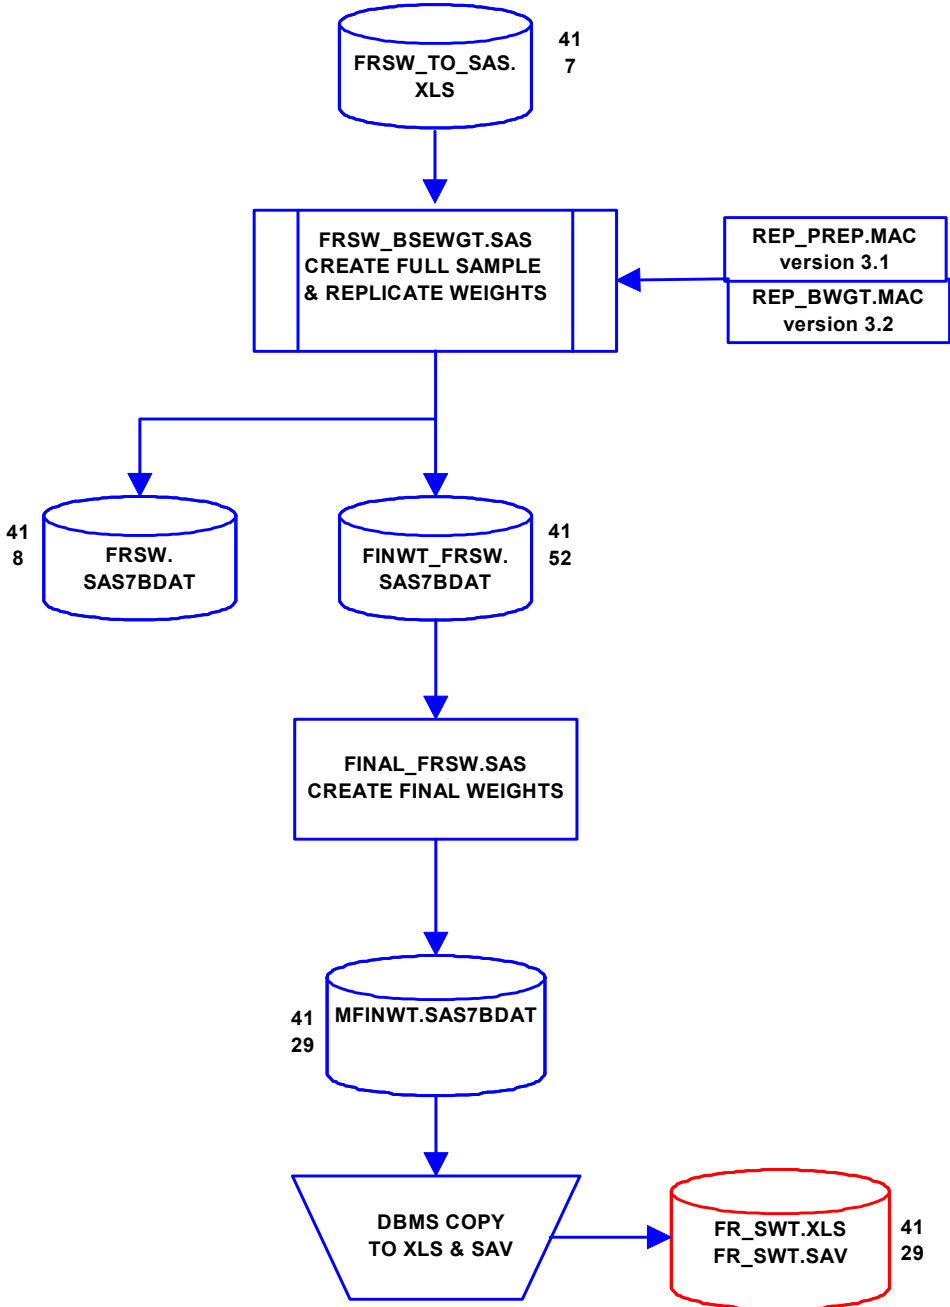 FRSW_TO_SAS.
XLS
41
7
FRSW_BSEWGT.SAS
CREATE FULL SAMPLE
& REPLICATE WEIGHTS
REP_PREP.MAC
version 3.1
REP_BWGT.MAC
version 3.2
41
8
FRSW.
SAS7BDAT
FINWT_FRSW.
SAS7BDAT
41
52
FINAL_FRSW.SAS
CREATE FINAL WEIGHTS
41
29
MFINWT.SAS7BDAT
DBMS COPY
TO XLS & SAV
FR_SWT.XLS
FR_SWT.SAV
41
29